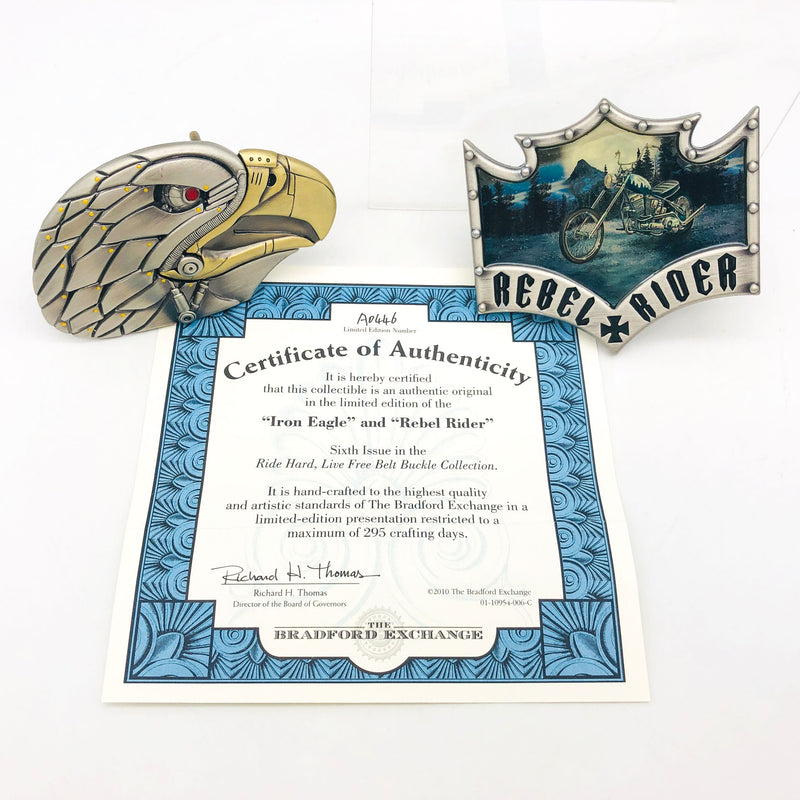 REBEL RIDER
A0446
Limited Edition Number
Certificate of Authenticity
It is hereby certified
that this collectible is an authentic original
in the limited edition of the
“Iron Eagle” and “Rebel Rider”
Sixth Issue in the
Ride Hard, Live Free Belt Buckle Collection.
It is hand-crafted to the highest quality
and artistic standards of The Bradford Exchange in a
limited-edition presentation restricted to a
maximum of 295 crafting days.
Richard H. Thomas
Richard H. Thomas
Director of the Board of Governors
©2010 The Bradford Exchange
01-10954-006-C
THE
BRADFORD EXCHANGE